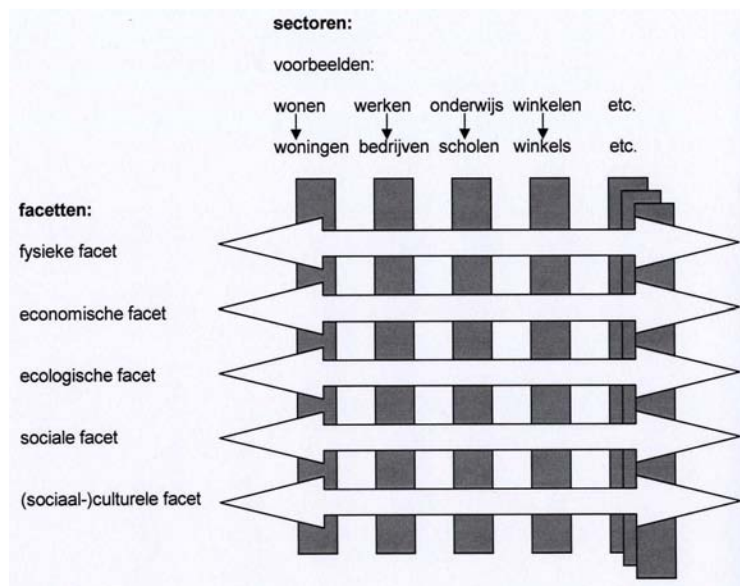 sectoren:
voorbeelden:
wonen werken onderwijs winkelen etc.
woningen bedrijven scholen winkels etc.
facetten:
fysieke facet
economische facet
ecologische facet
sociale facet
(sociaal-)culturele facet